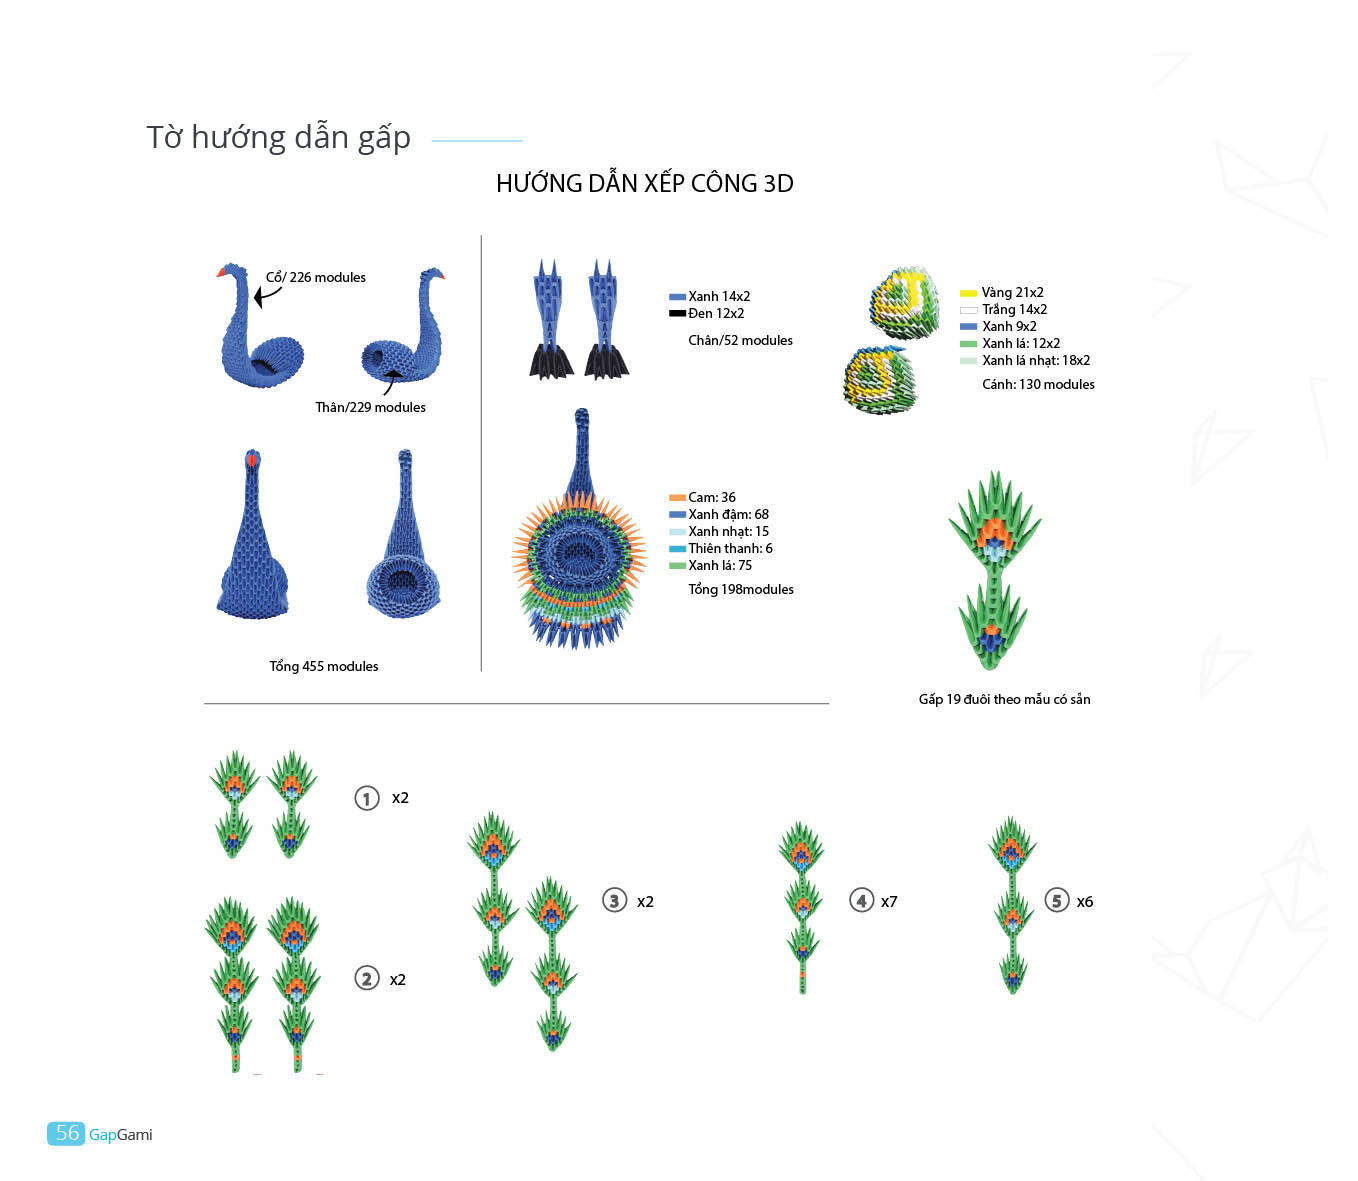 Tờ hướng dẫn gấp
HƯỚNG DẪN XẾP CÔNG 3D
Cổ/ 226 modules
Thân/229 modules
Tổng 455 modules
Xanh 14x2
Đen 12x2
Chân/52 modules
Vàng 21x2
Trắng 14x2
Xanh 9x2
Xanh lá: 12x2
Xanh lá nhạt: 18x2
Cánh: 130 modules
Cam: 36
Xanh đậm: 68
Xanh nhạt: 15
Thiên thanh: 6
Xanh lá: 75
Tổng 198modules
Gấp 19 đuôi theo mẫu có sẳn
1 x2
2 x2
3 x2
4 x7
5 x6
56 GapGami